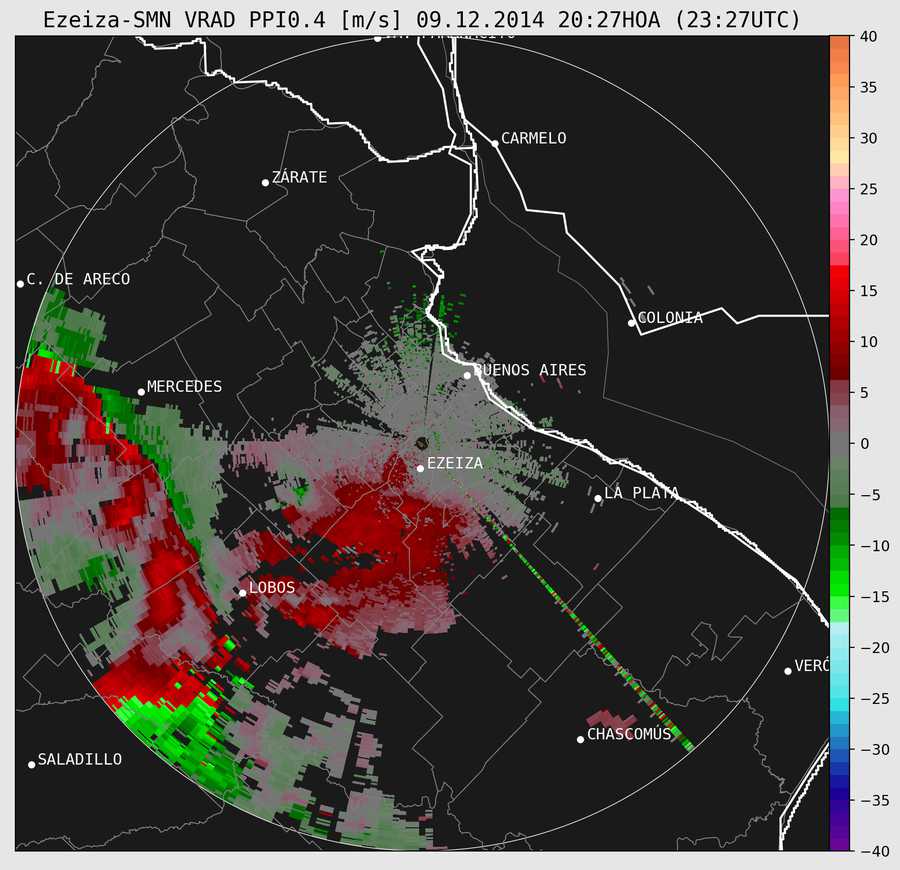 Ezeiza-SMN VRAD PPI0.4 [m/s] 09.12.2014 20:27HOA (23:27UTC)
CARMELO
ZÁRATE
C. DE ARECO
COLONIA
BUENOS AIRES
MERCEDES
EZEIZA
LA PLATA
LOBOS
VERÓ
CHASCOMÚS
SALADILLO
40
35
30
25
20
15
10
5
0
−5
−10
−15
−20
−25
−30
−35
−40